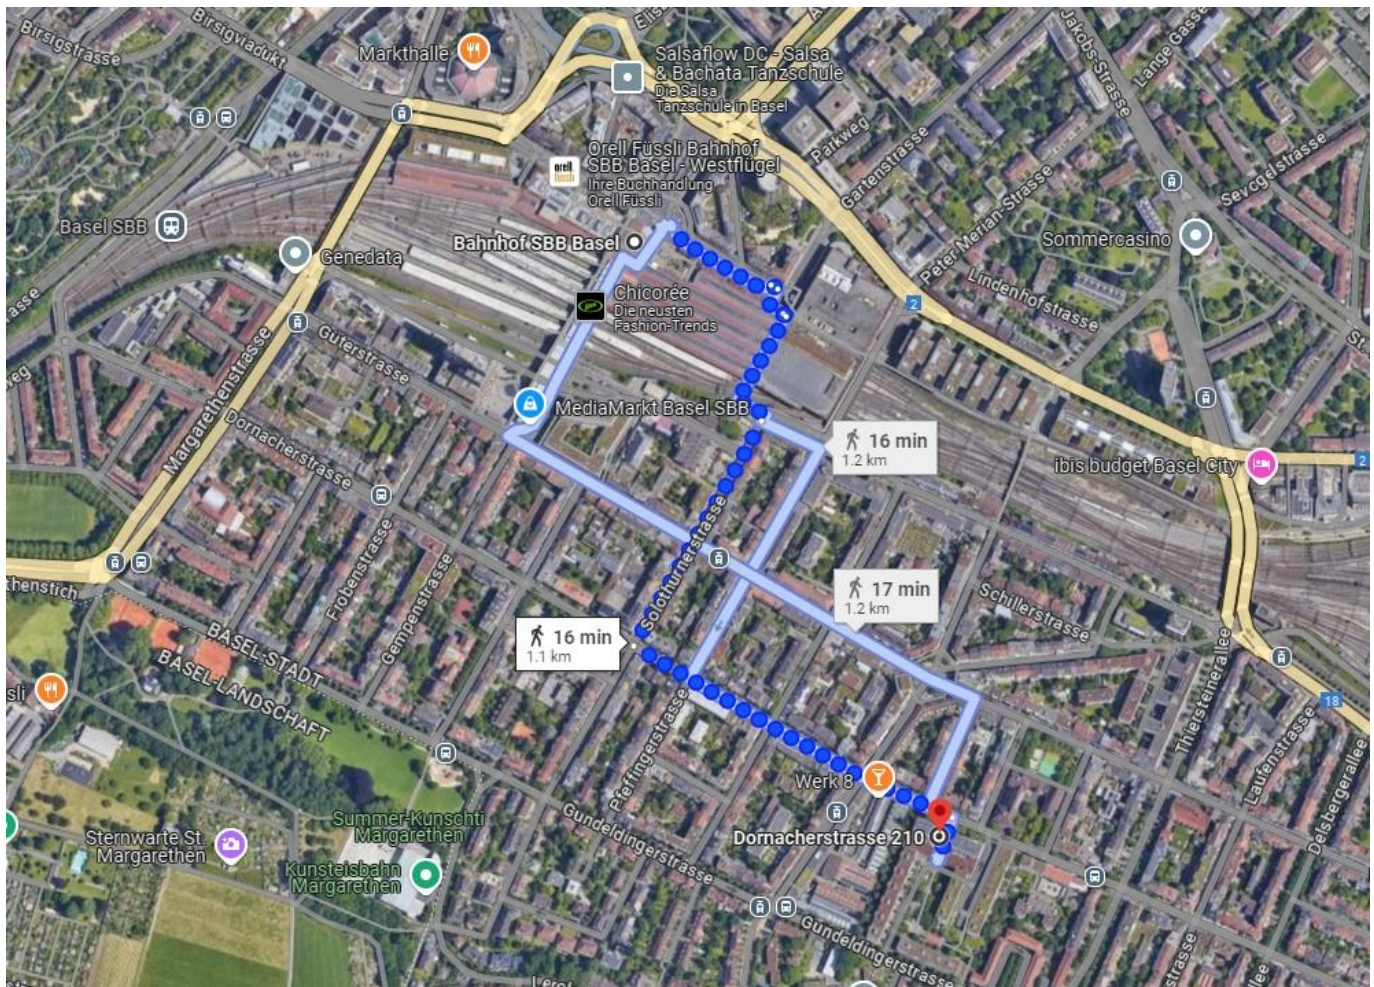 Birsigstrasse
Birsigviadukt
Markthalle
Salsaflow DC - Salsa
& Bachata Tanzschule
Die Salsa
Tanzschule in Basel
Jakobs-Strasse
Lange Gasse
Parkweg
Gartenstrasse
Sevogelstrasse
orell
füssli
Orell Füssli Bahnhof
SBB Basel - Westflügel
Ihre Buchhandlung
Orell Füssli
Peter Merian-Strasse
Basel SBB
Bahnhof SBB Basel
Sommercasino
Genedata
Lindenhofstrasse
Chicorée
Die neusten
Fashion-Trends
2
St.
Güterstrasse
Margarethenstrasse
Dornacherstrasse
MediaMarkt Basel SBB
16 min
1.2 km
ibis budget Basel City
2
Solothurnerstrasse
Frobenstrasse
Gempenstrasse
thenstich
17 min
1.2 km
Schillerstrasse
BASEL-STADT
BASEL-LANDSCHAFT
16 min
1.1 km
Thiersteinerallee
18
Laufenstrasse
Delsbergerallee
Pfeffingerstrasse
Werk 8
Dornacherstrasse 210
Summer-Kunschti
Margarethen
Sternwarte St.
Margarethen
Kunsteisbahn
Margarethen
Gundeldingerstrasse
Gundeldingerstrasse
strasse